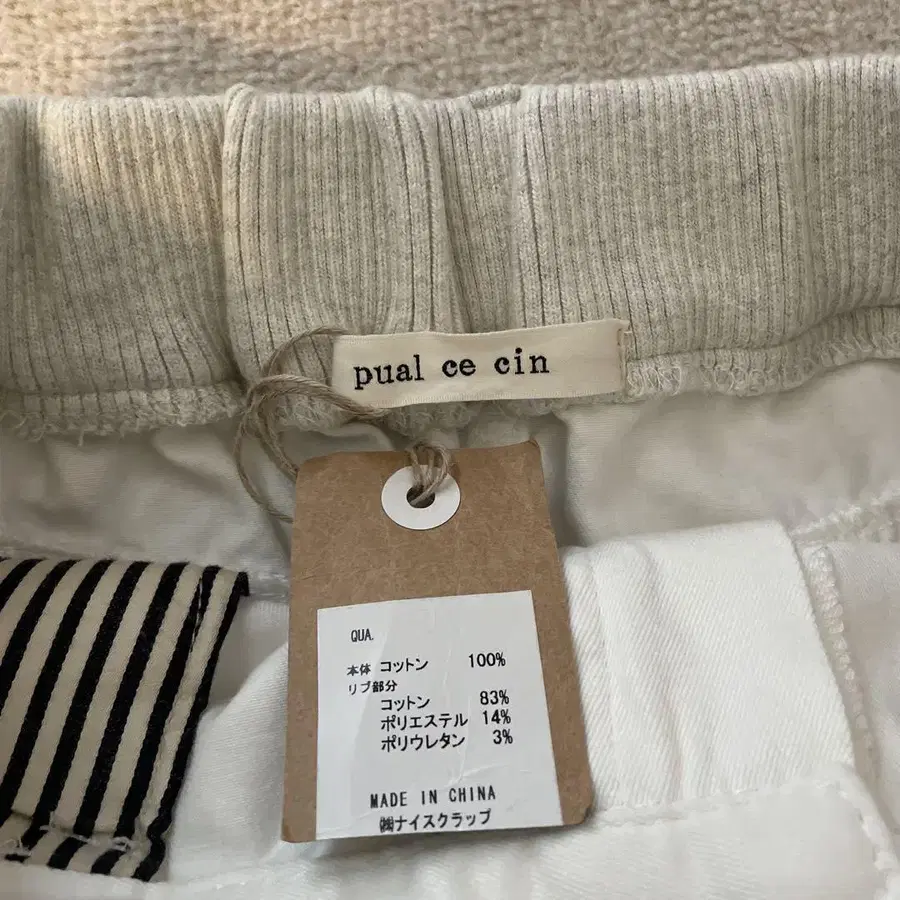 pual ce cin
QUA.
本体 コットン 100%
リブ部分
コットン 83%
ポリエステル 14%
ポリウレタン 3%
MADE IN CHINA
㈱ナイスクラップ